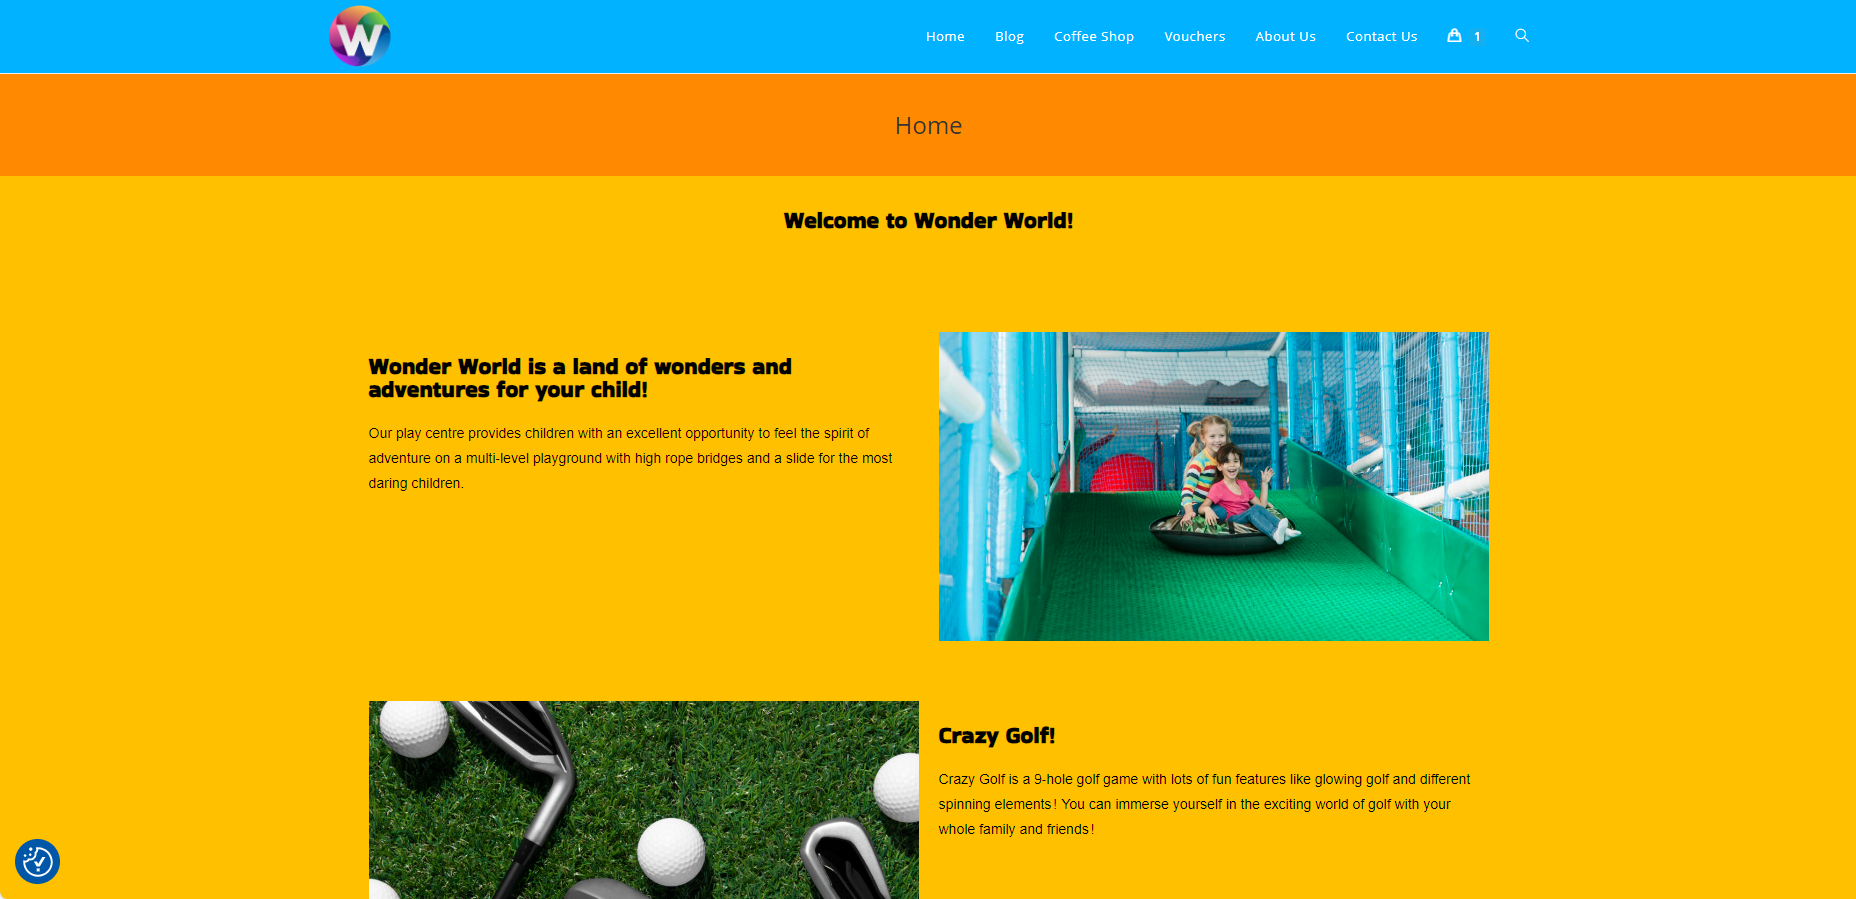 W
Home
Blog
Coffee Shop
Vouchers
About Us
Contact Us
1
Home
Welcome to Wonder World!
Wonder World is a land of wonders and
adventures for your child!
Our play centre provides children with an excellent opportunity to feel the spirit of
adventure on a multi-level playground with high rope bridges and a slide for the most
daring children.
Crazy Golf!
Crazy Golf is a 9-hole golf game with lots of fun features like glowing golf and different
spinning elements! You can immerse yourself in the exciting world of golf with your
whole family and friends!